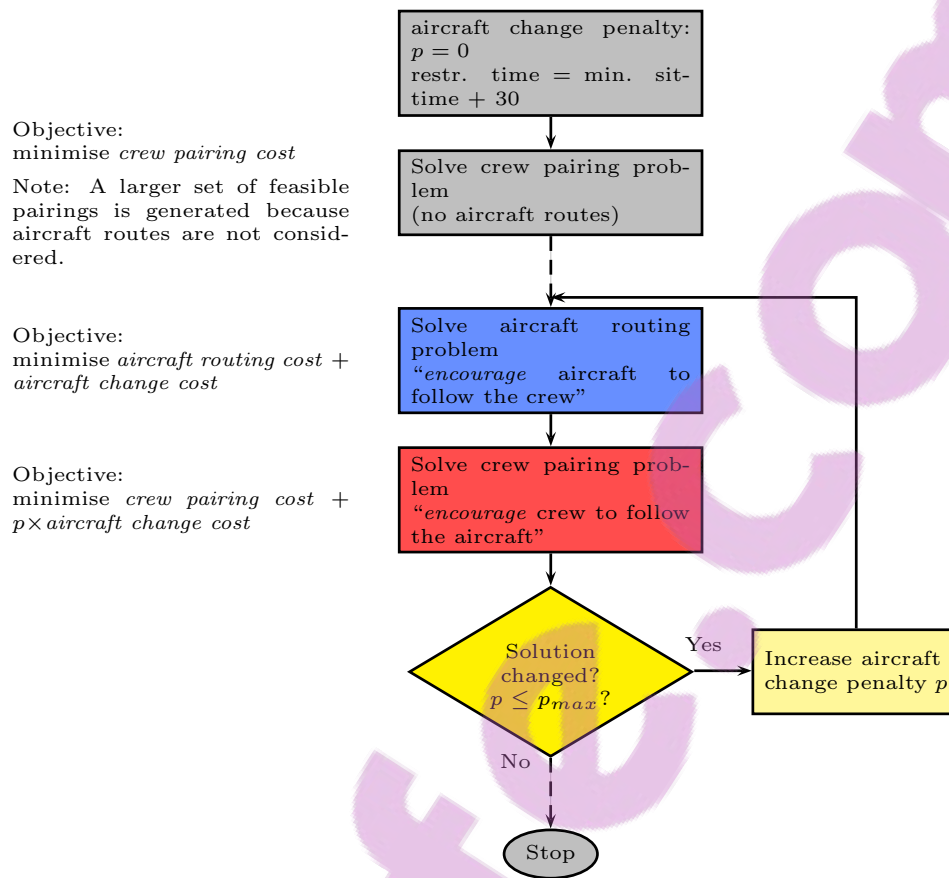 aircraft change penalty:
p = 0
restr. time = min. sit-
time + 30
Objective:
minimise crew pairing cost
Note: A larger set of feasible
pairings is generated because
aircraft routes are not consid-
ered.
Solve crew pairing prob-
lem
(no aircraft routes)
Objective:
minimise aircraft routing cost +
aircraft change cost
Solve aircraft routing
problem
“encourage aircraft to
follow the crew”
Objective:
minimise crew pairing cost +
p×aircraft change cost
Solve crew pairing prob-
lem
“encourage crew to follow
the aircraft”
Solution
changed?
p ≤ pmax?
Yes
Increase aircraft
change penalty p
No
Stop
fe.com